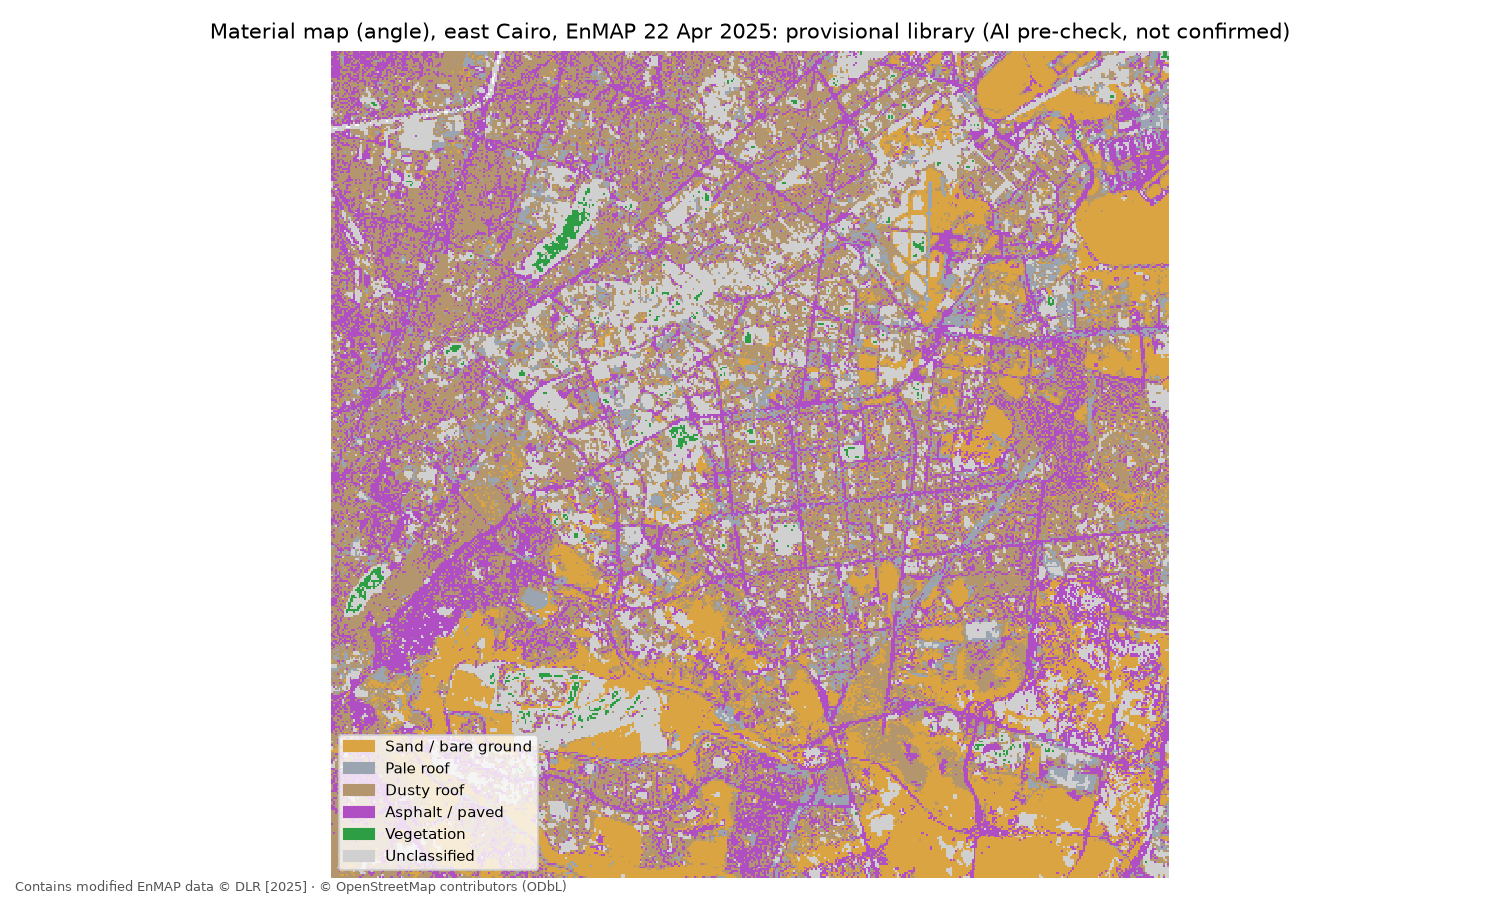 Material map (angle), east Cairo, EnMAP 22 Apr 2025: provisional library (AI pre-check, not confirmed)
Sand / bare ground
Pale roof
Dusty roof
Asphalt / paved
Vegetation
Unclassified
Contains modified EnMAP data © DLR [2025] · © OpenStreetMap contributors (ODbL)